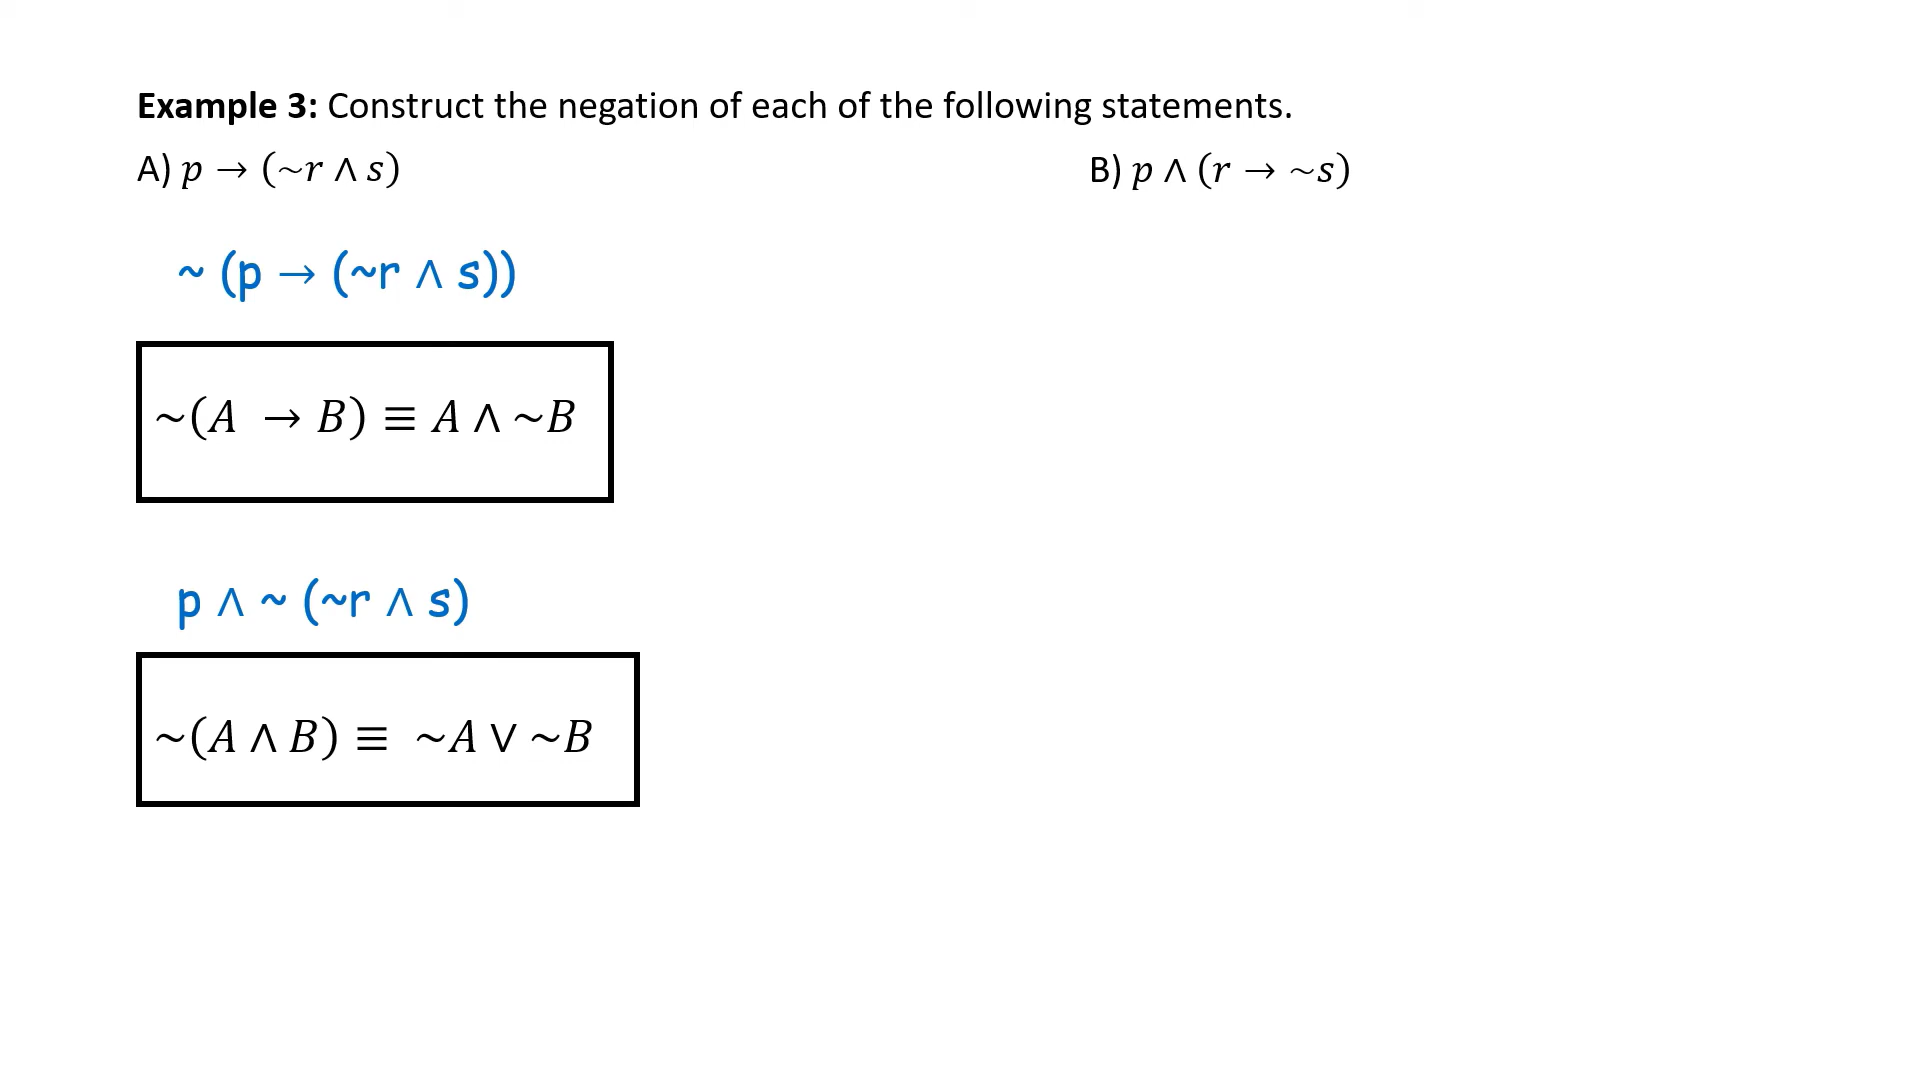 Example 3: Construct the negation of each of the following statements.
A) 𝑝 → (~𝑟 ∧ 𝑠)
B) 𝑝 ∧ (𝑟 → ~𝑠)
~ (p → (~r ∧ s))
~(𝐴 → 𝐵) ≡ 𝐴 ∧ ~𝐵
p ∧ ~ (~r ∧ s)
~(𝐴 ∧ 𝐵) ≡ ~𝐴 ∨ ~𝐵